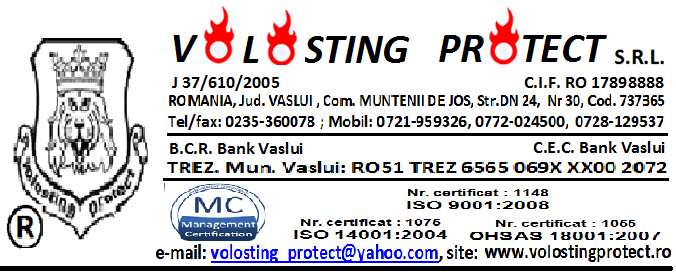 VOLOSTING PROTECT S.R.L.
J 37/610/2005 C.I.F. RO 17898888
ROMANIA, Jud. VASLUI , Com. MUNTENII DE JOS, Str.DN 24, Nr 30, Cod. 737365
Tel/fax: 0235-360078 ; Mobil: 0721-959326, 0772-024500, 0728-129537
B.C.R. Bank Vaslui C.E.C. Bank Vaslui
TREZ. Mun. Vaslui: RO51 TREZ 6565 069X XX00 2072
volosting protect
®
MC
Management
Certification
Nr. certificat : 1148
ISO 9001:2008
Nr. certificat : 1076 Nr. certificat : 1055
ISO 14001:2004 OHSAS 18001:2007
e-mail: volosting_protect@yahoo.com, site: www.volostingprotect.ro